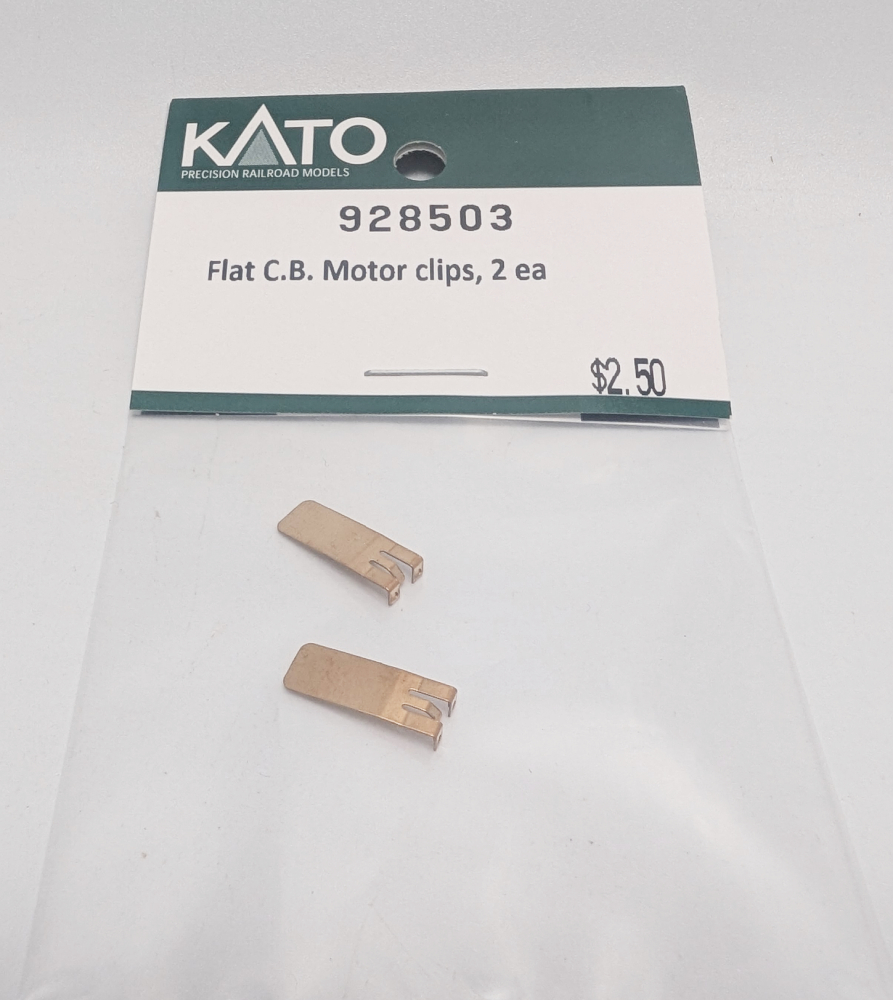 KATO
PRECISION RAILROAD MODELS
928503
Flat C.B. Motor clips, 2 ea
$2.50